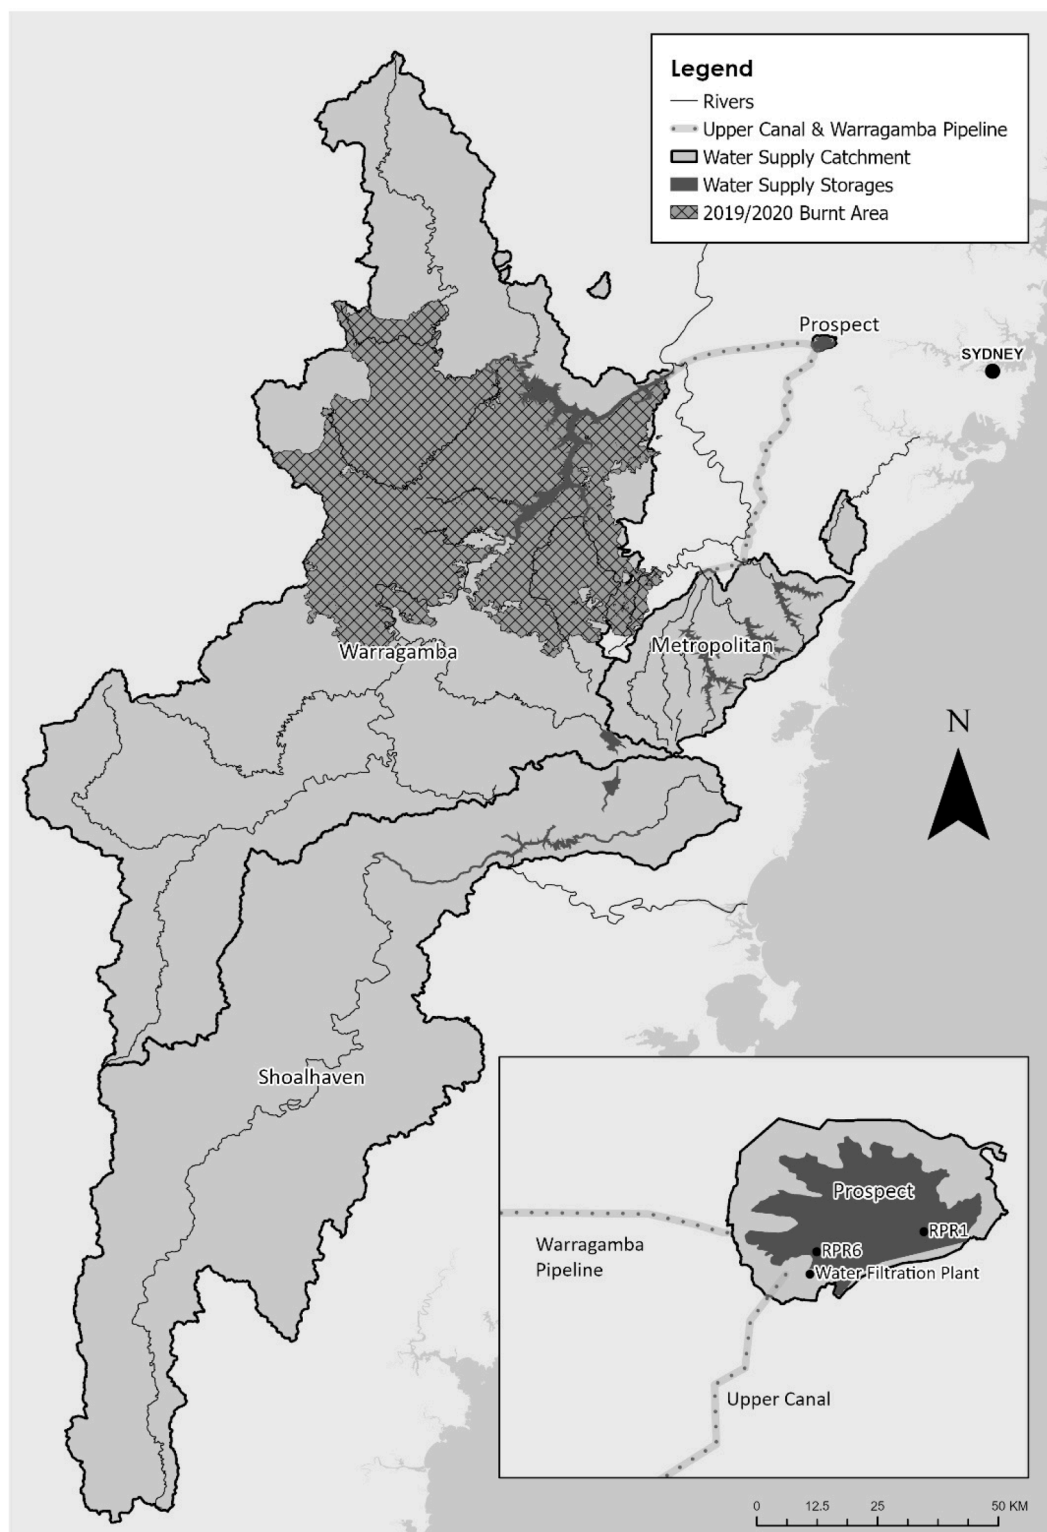 Legend
Rivers
Upper Canal & Warragamba Pipeline
Water Supply Catchment
Water Supply Storages
2019/2020 Burnt Area
Prospect
SYDNEY
Warragamba
Metropolitan
N
Shoalhaven
Prospect
RPR1
RPR6
Warragamba
Pipeline
Water Filtration Plant
Upper Canal
0 12.5 25 50 KM